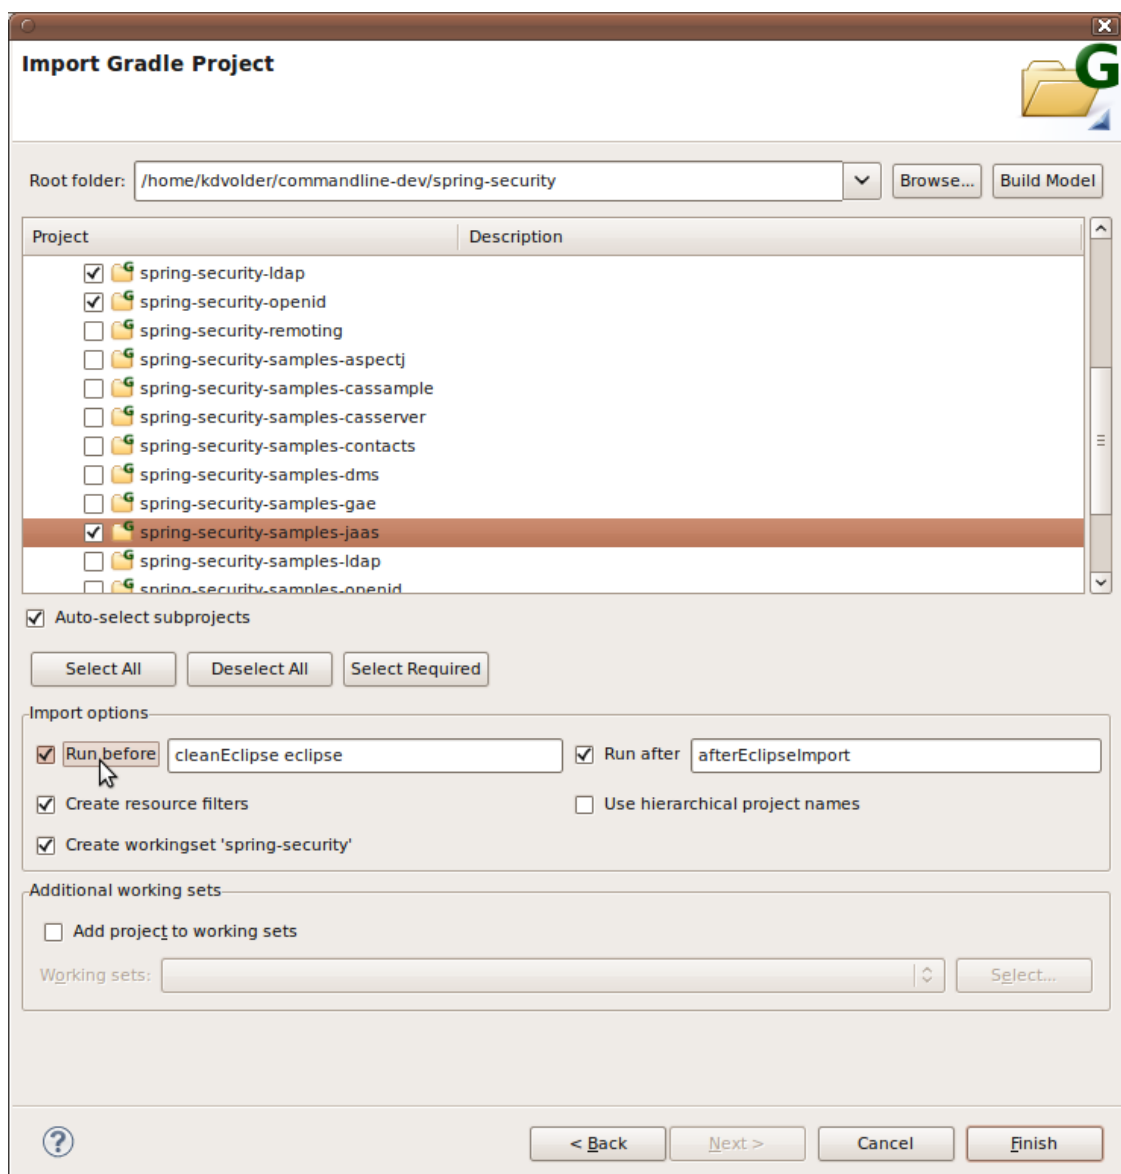 Import Gradle Project
G
Root folder: /home/kdvolder/commandline-dev/spring-security Browse... Build Model
Project Description
spring-security-ldap
spring-security-openid
spring-security-remoting
spring-security-samples-aspectj
spring-security-samples-cassample
spring-security-samples-casserver
spring-security-samples-contacts
spring-security-samples-dms
spring-security-samples-gae
spring-security-samples-jaas
spring-security-samples-ldap
spring-security-samples-openid
Auto-select subprojects
Select All Deselect All Select Required
Import options
Run before cleanEclipse eclipse Run after afterEclipseImport
Create resource filters Use hierarchical project names
Create workingset 'spring-security'
Additional working sets
Add project to working sets
Working sets: Select...
? < Back Next > Cancel Finish